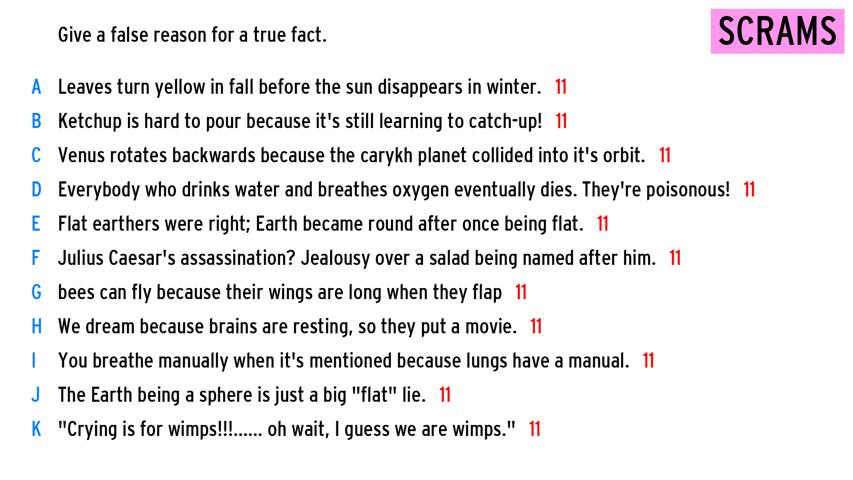 Give a false reason for a true fact.
SCRAMS
A Leaves turn yellow in fall before the sun disappears in winter. 11
B Ketchup is hard to pour because it's still learning to catch-up! 11
C Venus rotates backwards because the carykh planet collided into it's orbit. 11
D Everybody who drinks water and breathes oxygen eventually dies. They're poisonous! 11
E Flat earthers were right; Earth became round after once being flat. 11
F Julius Caesar's assassination? Jealousy over a salad being named after him. 11
G bees can fly because their wings are long when they flap 11
H We dream because brains are resting, so they put a movie. 11
I You breathe manually when it's mentioned because lungs have a manual. 11
J The Earth being a sphere is just a big "flat" lie. 11
K "Crying is for wimps!!!...... oh wait, I guess we are wimps." 11